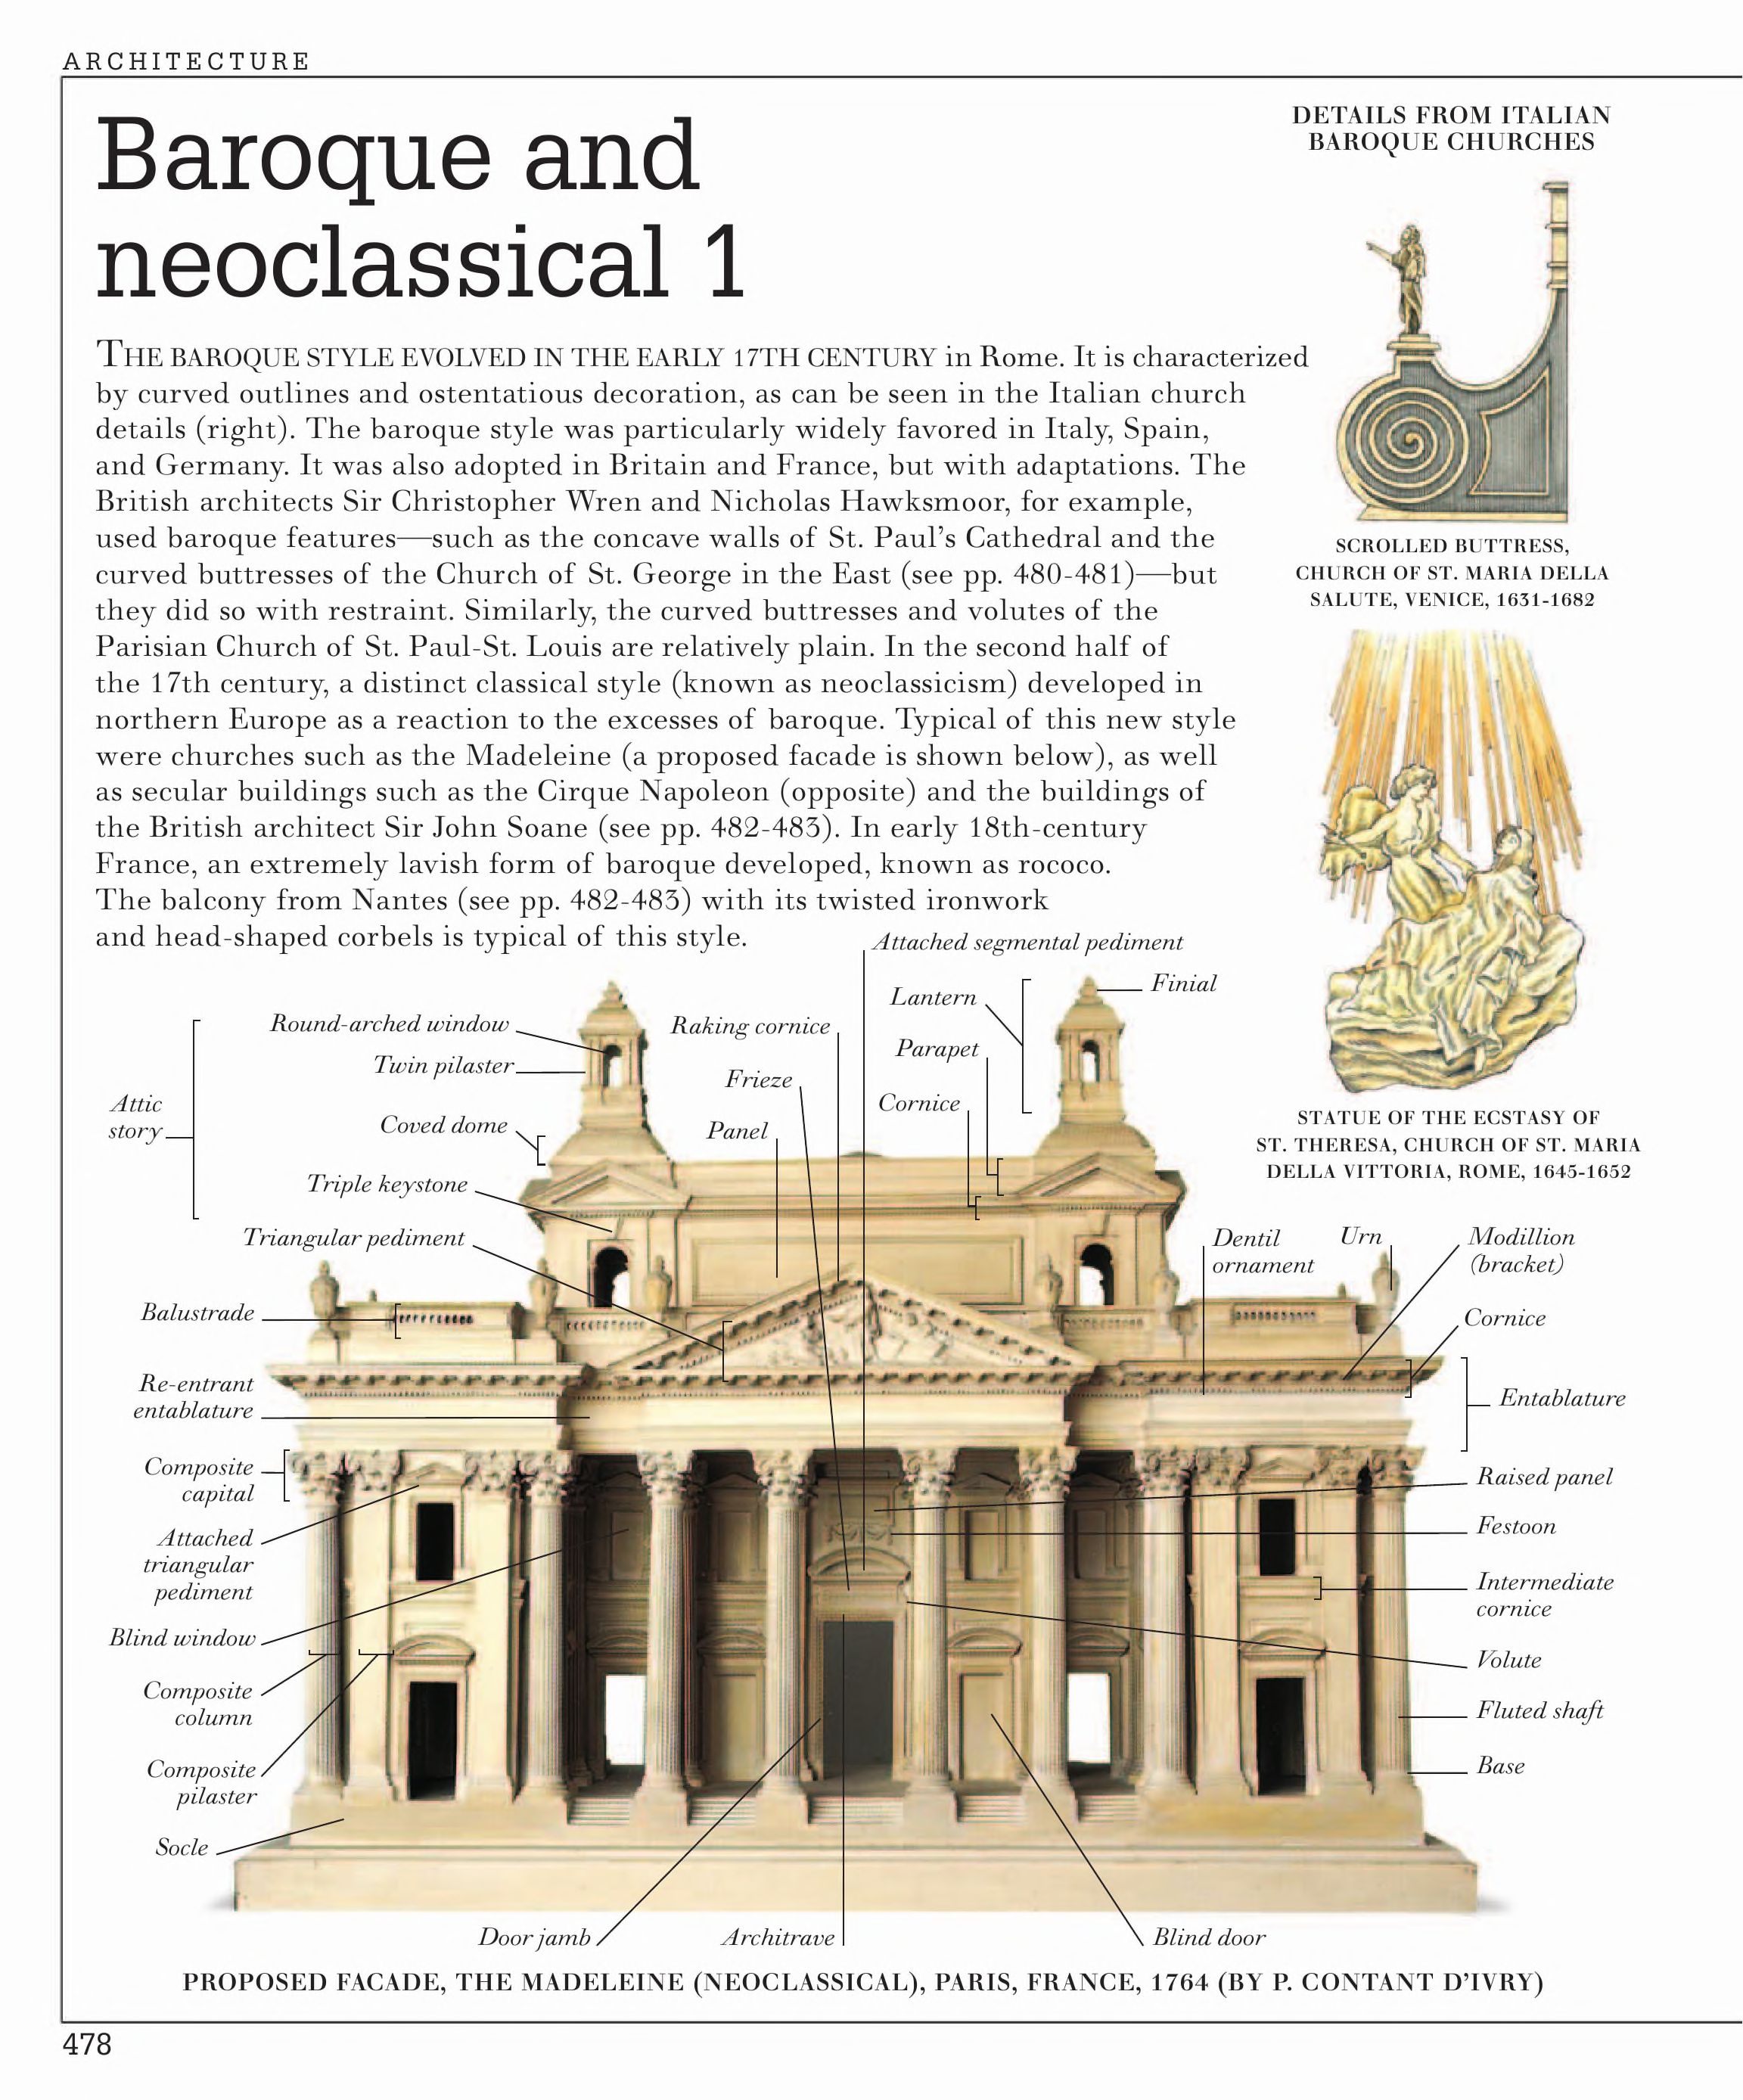 ARCHITECTURE
Baroque and
neoclassical 1
THE BAROQUE STYLE EVOLVED IN THE EARLY 17TH CENTURY in Rome. It is characterized
by curved outlines and ostentatious decoration, as can be seen in the Italian church
details (right). The baroque style was particularly widely favored in Italy, Spain,
and Germany. It was also adopted in Britain and France, but with adaptations. The
British architects Sir Christopher Wren and Nicholas Hawksmoor, for example,
used baroque features—such as the concave walls of St. Paul's Cathedral and the
curved buttresses of the Church of St. George in the East (see pp. 480-481)—but
they did so with restraint. Similarly, the curved buttresses and volutes of the
Parisian Church of St. Paul-St. Louis are relatively plain. In the second half of
the 17th century, a distinct classical style (known as neoclassicism) developed in
northern Europe as a reaction to the excesses of baroque. Typical of this new style
were churches such as the Madeleine (a proposed facade is shown below), as well
as secular buildings such as the Cirque Napoleon (opposite) and the buildings of
the British architect Sir John Soane (see pp. 482-483). In early 18th-century
France, an extremely lavish form of baroque developed, known as rococo.
The balcony from Nantes (see pp. 482-483) with its twisted ironwork
and head-shaped corbels is typical of this style.
DETAILS FROM ITALIAN
BAROQUE CHURCHES
SCROLLED BUTTRESS,
CHURCH OF ST. MARIA DELLA
SALUTE, VENICE, 1631-1682
STATUE OF THE ECSTASY OF
ST. THERESA, CHURCH OF ST. MARIA
DELLA VITTORIA, ROME, 1645-1652
Attached segmental pediment
Lantern
Finial
Round-arched window
Raking cornice
Parapet
Twin pilaster
Frieze
Attic
story
Cornice
Coved dome
Panel
Triple keystone
Triangular pediment
Dentil
ornament
Urn
Modillion
(bracket)
Balustrade
Cornice
Re-entrant
entablature
Entablature
Composite
capital
Raised panel
Attached
triangular
pediment
Festoon
Intermediate
cornice
Blind window
Volute
Composite
column
Fluted shaft
Composite
pilaster
Base
Socle
Door jamb
Architrave
Blind door
PROPOSED FACADE, THE MADELEINE (NEOCLASSICAL), PARIS, FRANCE, 1764 (BY P. CONTANT D'IVRY)
478